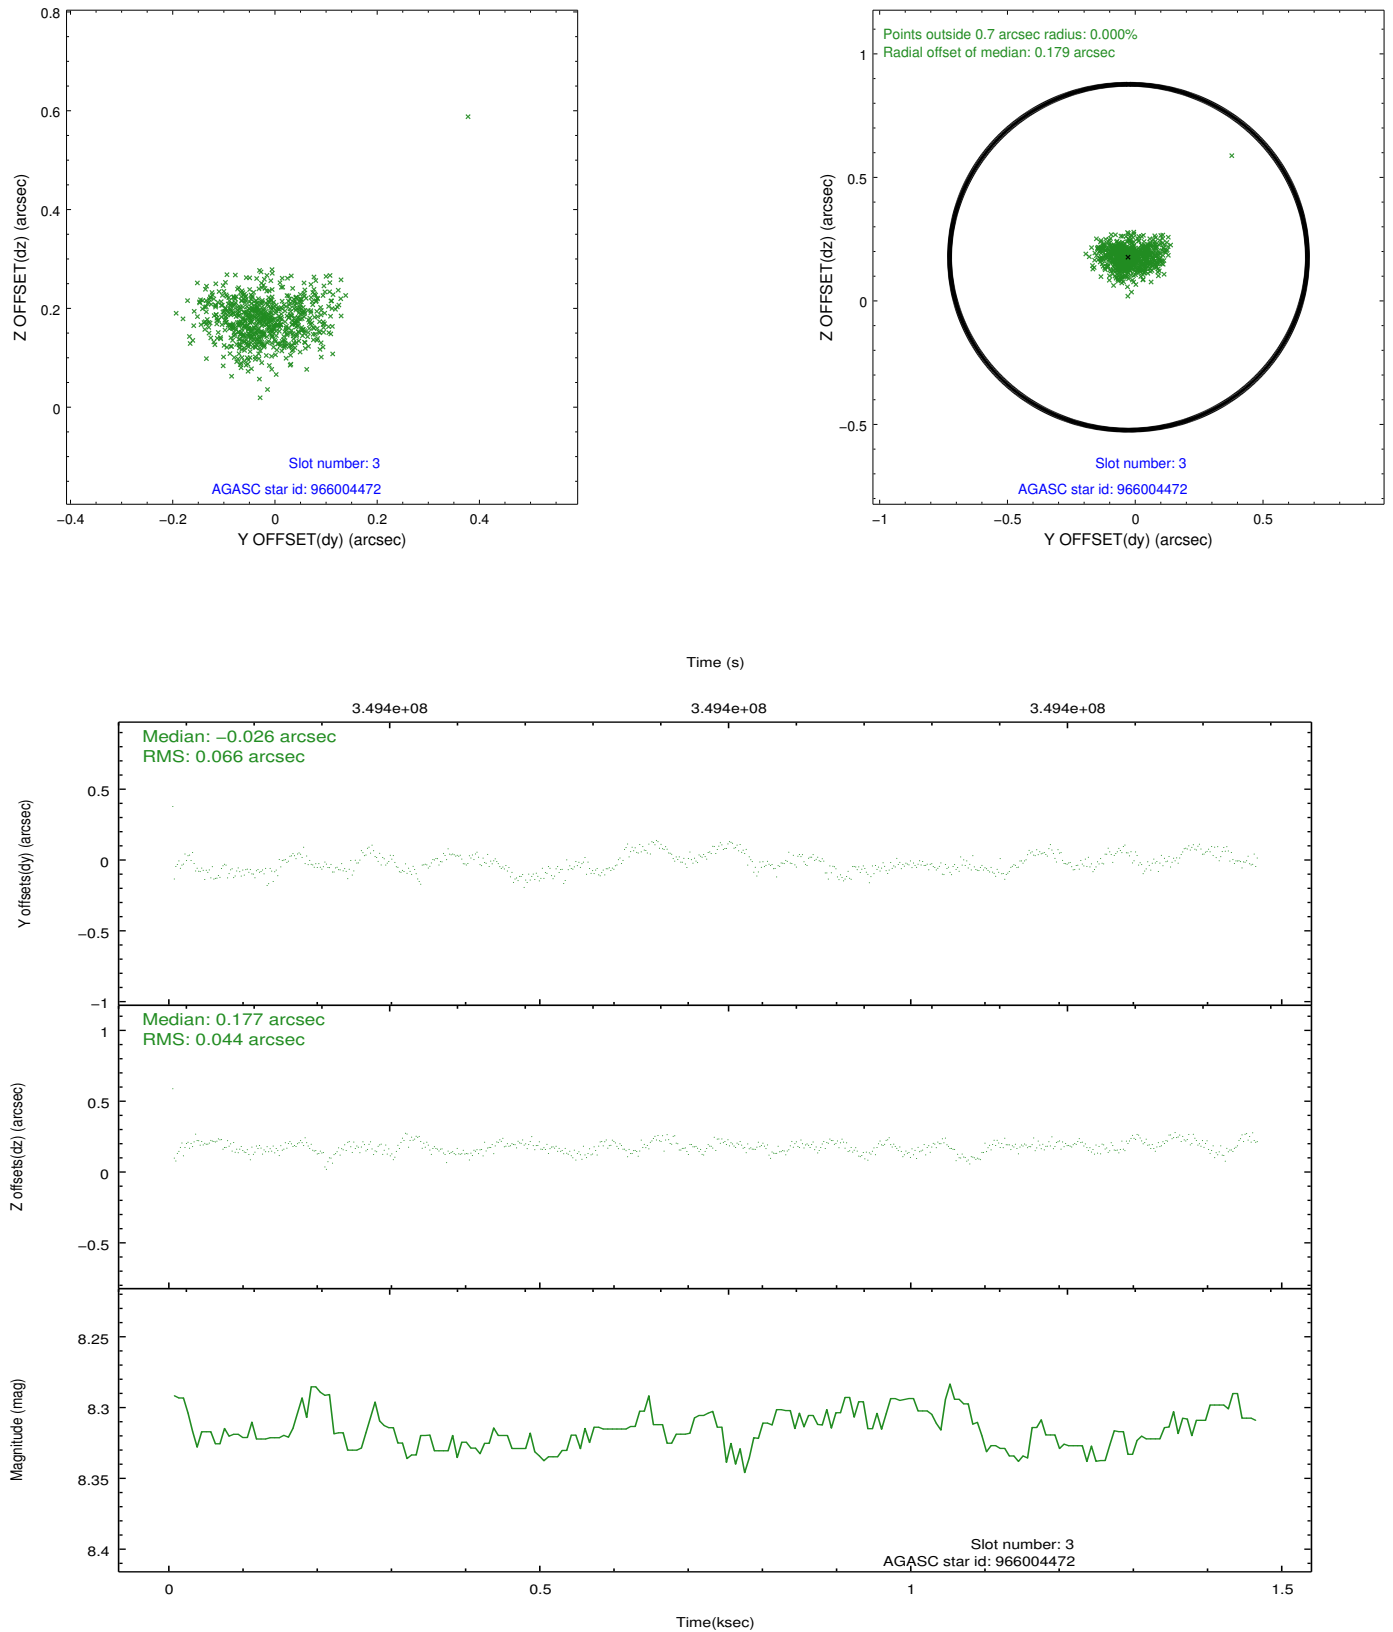 0.8
0.6
0.4
0.2
0
Z OFFSET(dz) (arcsec)
Slot number: 3
AGASC star id: 966004472
−0.4 −0.2 0 0.2 0.4
Y OFFSET(dy) (arcsec)
Points outside 0.7 arcsec radius: 0.000%
Radial offset of median: 0.179 arcsec
1
0.5
0
−0.5
Z OFFSET(dz) (arcsec)
Slot number: 3
AGASC star id: 966004472
−1 −0.5 0 0.5
Y OFFSET(dy) (arcsec)
Time (s)
3.494e+08 3.494e+08 3.494e+08
Median: −0.026 arcsec
RMS: 0.066 arcsec
0.5
0
−0.5
−1
Y offsets(dy) (arcsec)
Median: 0.177 arcsec
RMS: 0.044 arcsec
1
0.5
0
−0.5
Z offsets(dz) (arcsec)
8.25
8.3
8.35
8.4
Magnitude (mag)
Slot number: 3
AGASC star id: 966004472
0 0.5 1 1.5
Time(ksec)